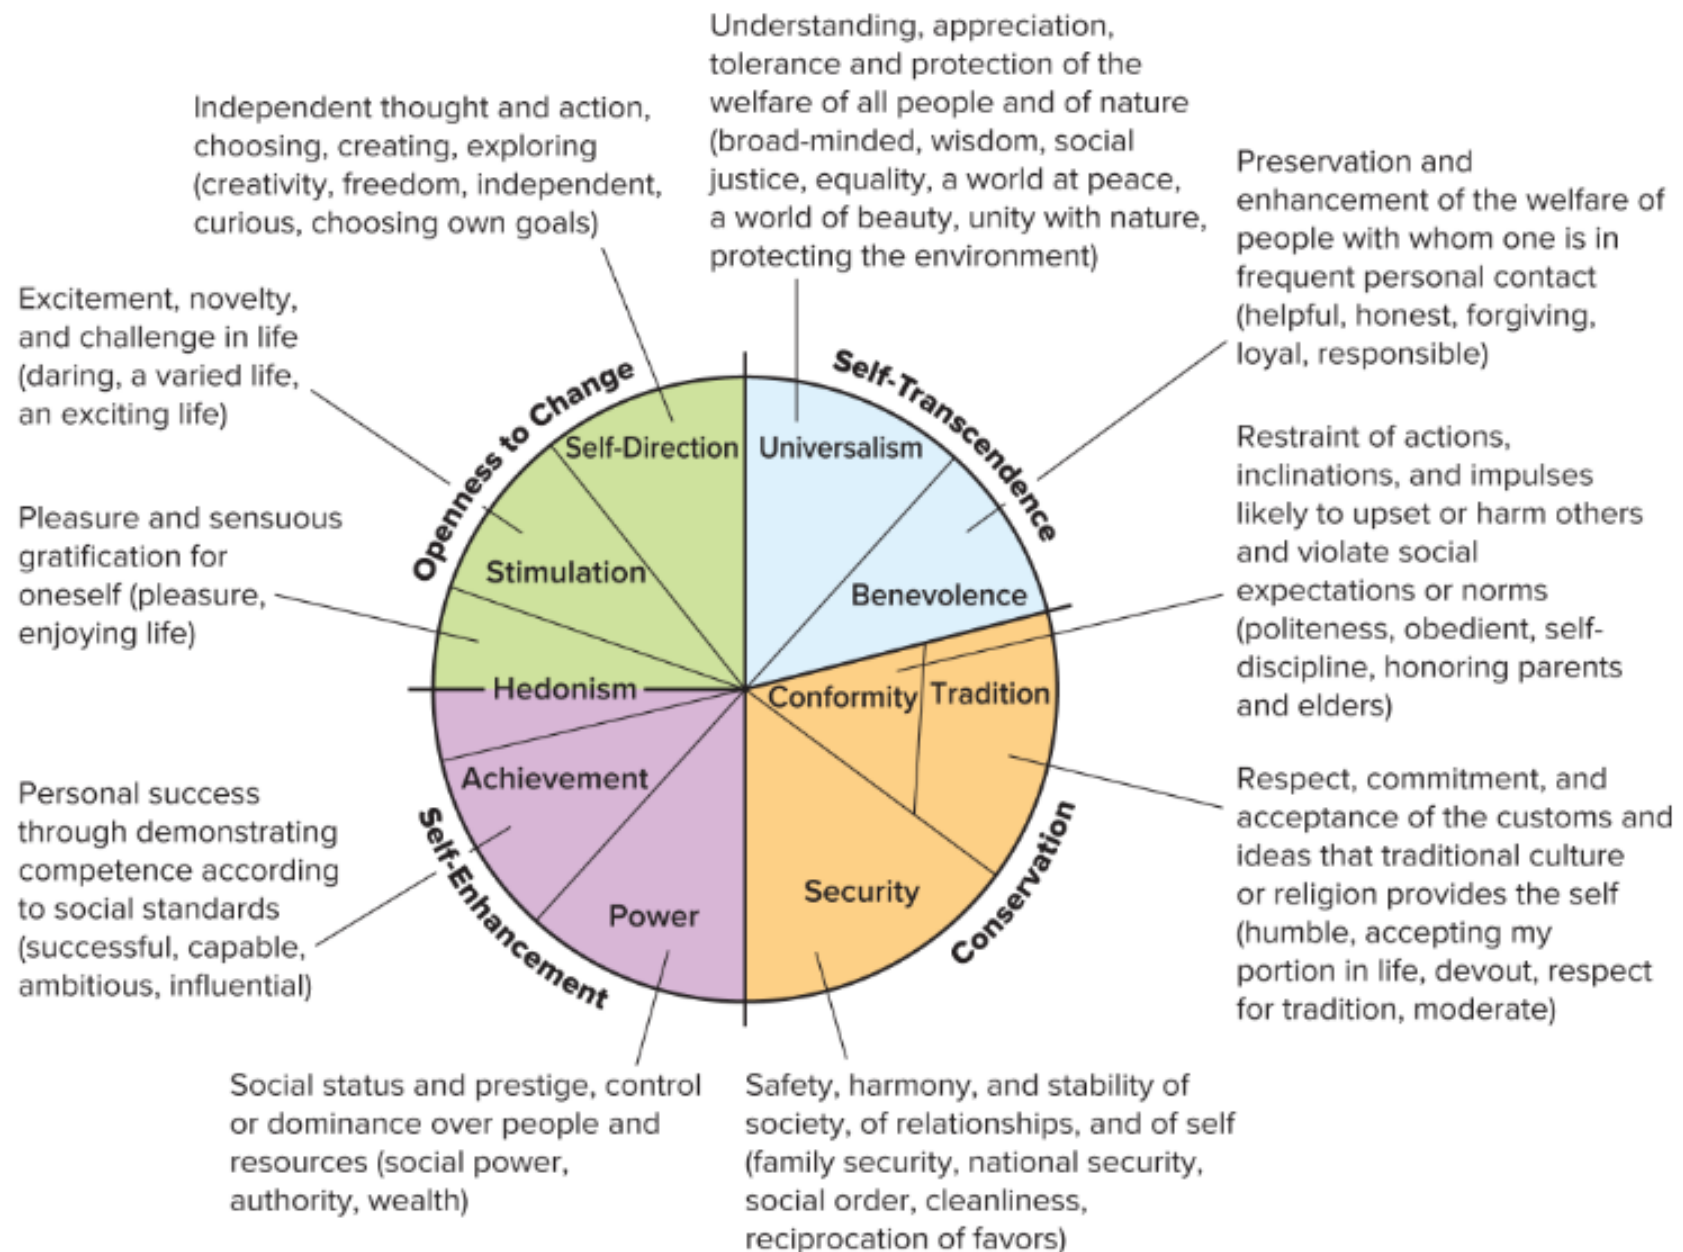 Understanding, appreciation,
tolerance and protection of the
welfare of all people and of nature
(broad-minded, wisdom, social
justice, equality, a world at peace,
a world of beauty, unity with nature,
protecting the environment)
Independent thought and action,
choosing, creating, exploring
(creativity, freedom, independent,
curious, choosing own goals)
Preservation and
enhancement of the welfare of
people with whom one is in
frequent personal contact
(helpful, honest, forgiving,
loyal, responsible)
Excitement, novelty,
and challenge in life
(daring, a varied life,
an exciting life)
Openness to Change
Self-Transcendence
Self-Direction
Universalism
Restraint of actions,
inclinations, and impulses
likely to upset or harm others
and violate social
expectations or norms
(politeness, obedient, self-
discipline, honoring parents
and elders)
Pleasure and sensuous
gratification for
oneself (pleasure,
enjoying life)
Stimulation
Benevolence
Hedonism
Conformity
Tradition
Achievement
Personal success
through demonstrating
competence according
to social standards
(successful, capable,
ambitious, influential)
Respect, commitment, and
acceptance of the customs and
ideas that traditional culture
or religion provides the self
(humble, accepting my
portion in life, devout, respect
for tradition, moderate)
Self-Enhancement
Power
Security
Conservation
Social status and prestige, control
or dominance over people and
resources (social power,
authority, wealth)
Safety, harmony, and stability of
society, of relationships, and of self
(family security, national security,
social order, cleanliness,
reciprocation of favors)